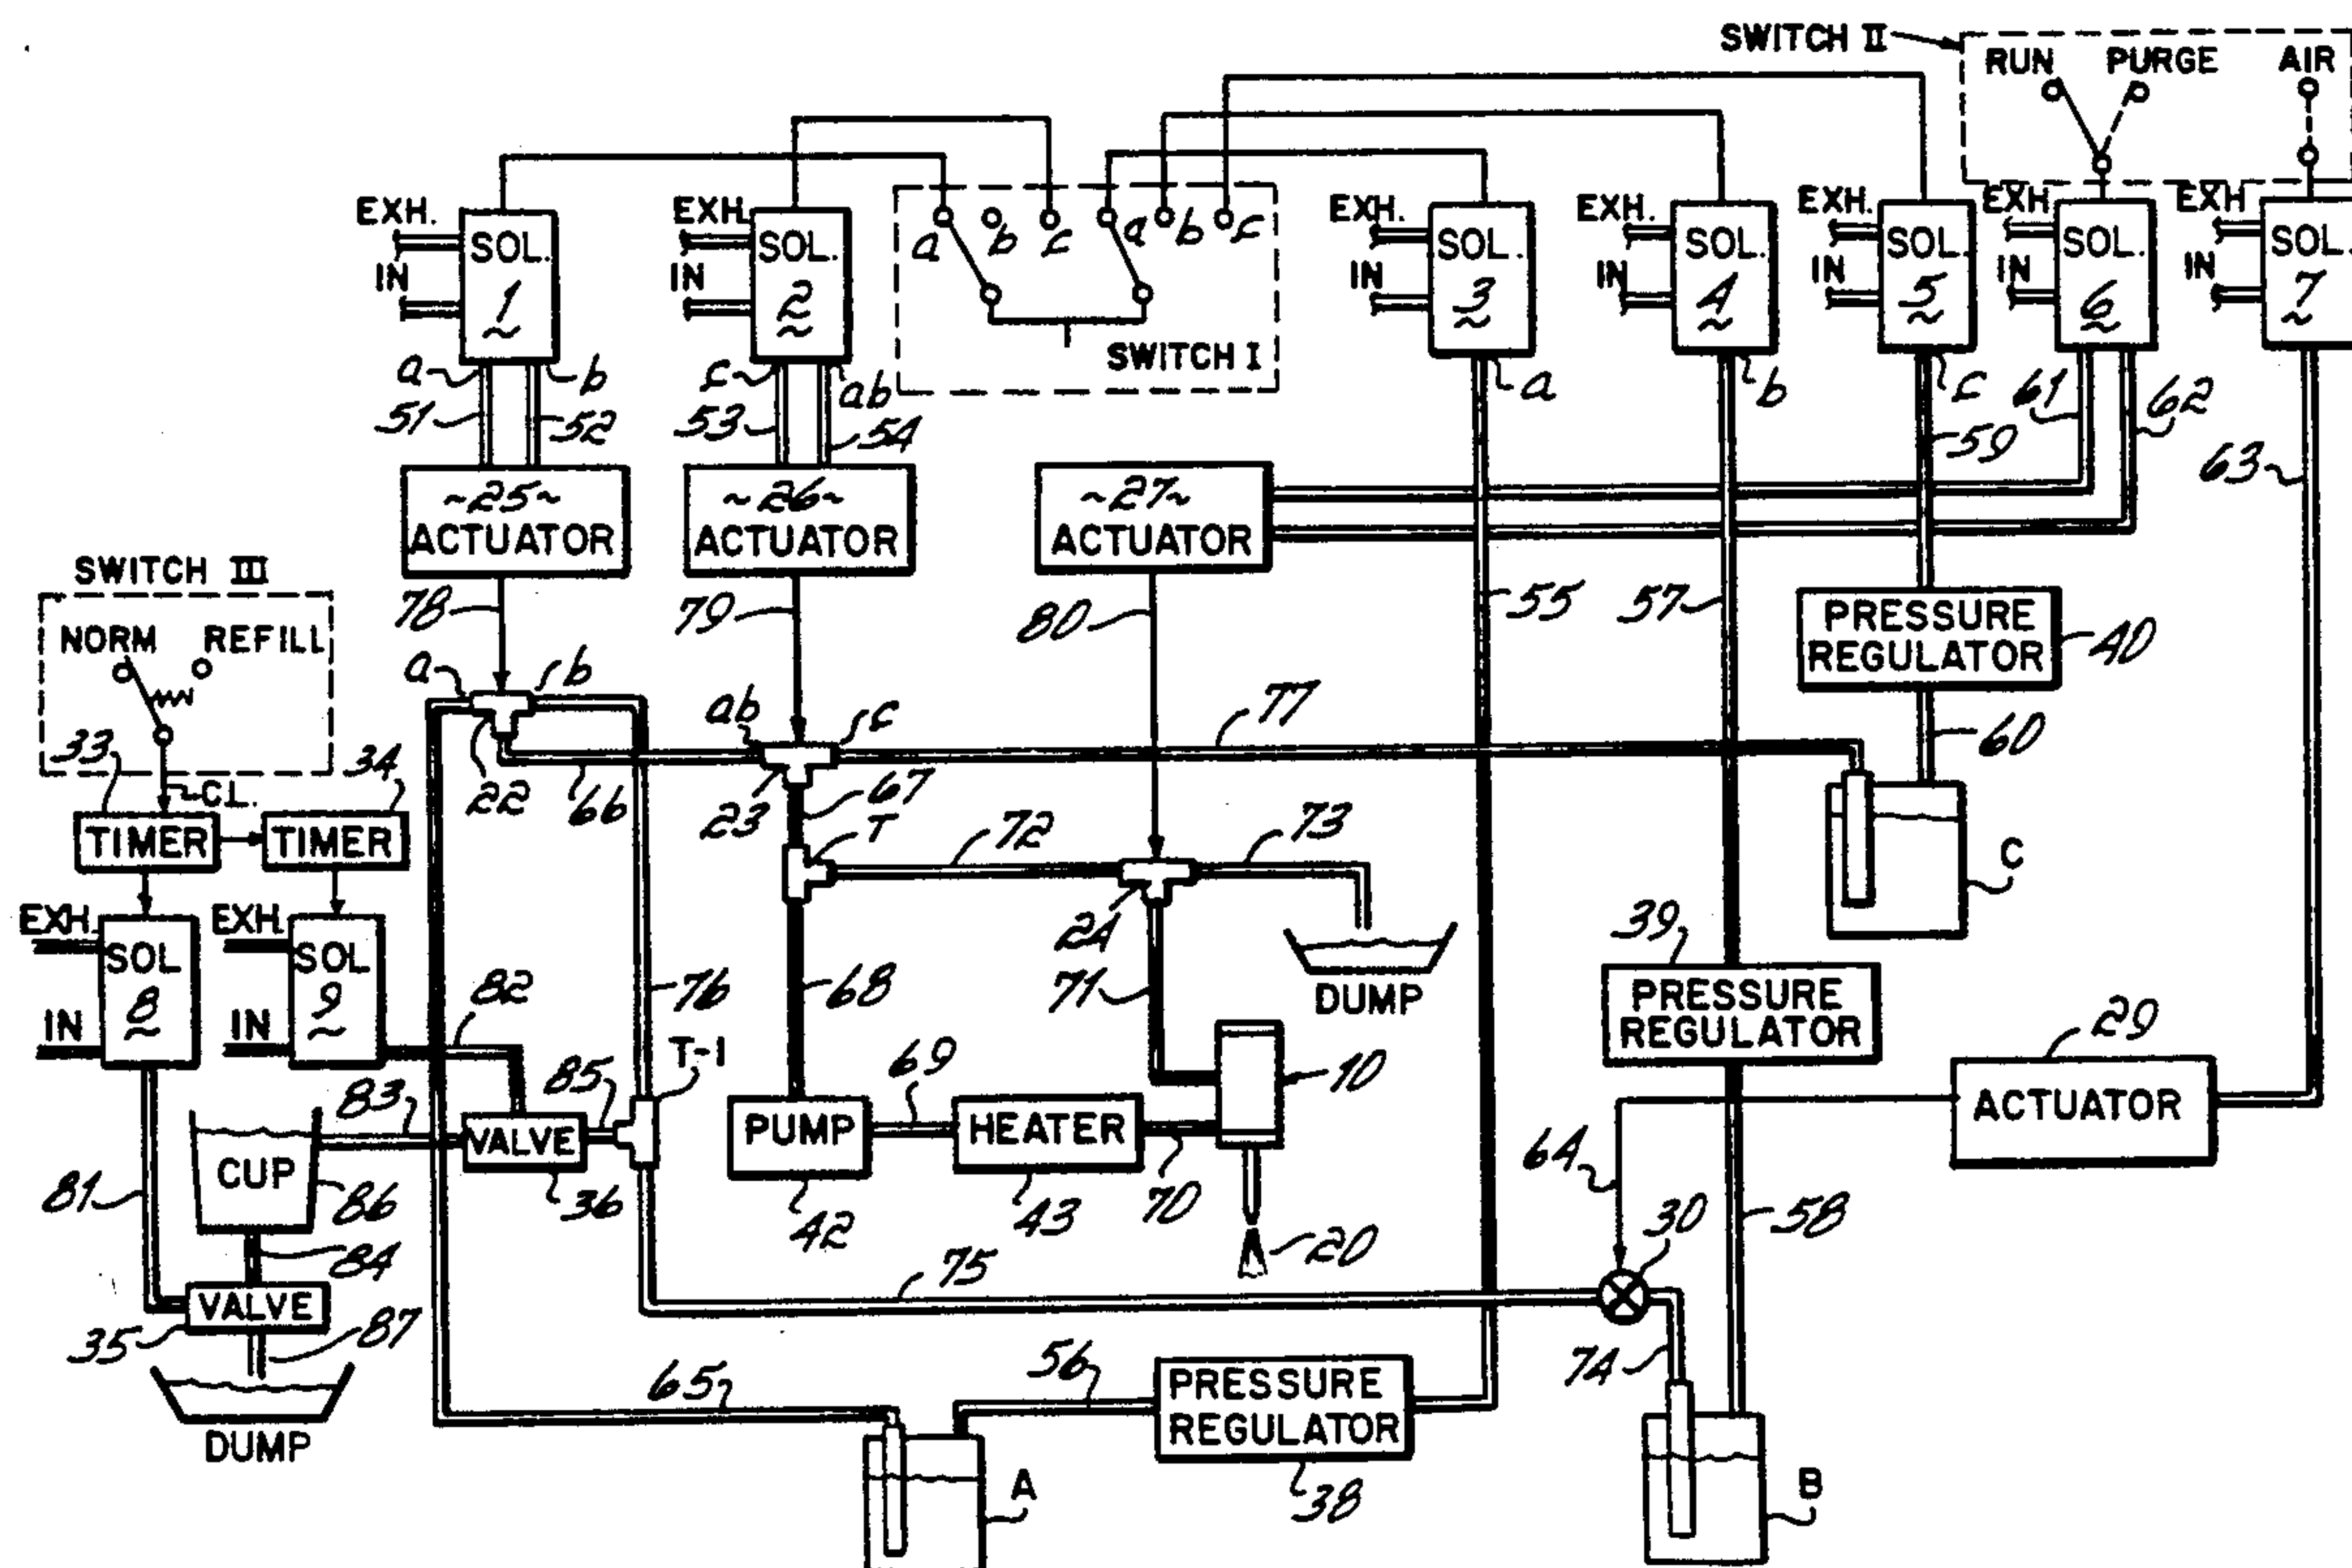 SWITCH II
RUN PURGE AIR
EXH. IN SOL. 1
EXH. IN SOL. 2
a b c a b c
SWITCH I
EXH. IN SOL. 3
EXH. IN SOL. 4
EXH. IN SOL. 5
EXH IN SOL. 6
EXH IN SOL. 7
a b c ab a b c
51 52 53 54 59 61 62 63
~25~ ACTUATOR
~26~ ACTUATOR
~27~ ACTUATOR
SWITCH III
NORM REFILL
78 79 80 55 57
PRESSURE REGULATOR 40
a b ab c 77 60
33 CL. 34
22 66 23 67 T 72 73
TIMER TIMER
C
EXH. IN SOL 8
EXH. IN SOL 9
82 76 68 24 71
DUMP
39
PRESSURE REGULATOR
29
ACTUATOR
T-1
83 85 69 10
CUP VALVE PUMP HEATER
81 86 36 42 43 70 20
64 30 58
84
VALVE
35 87
75
74
DUMP
65 56
PRESSURE REGULATOR
38
A B